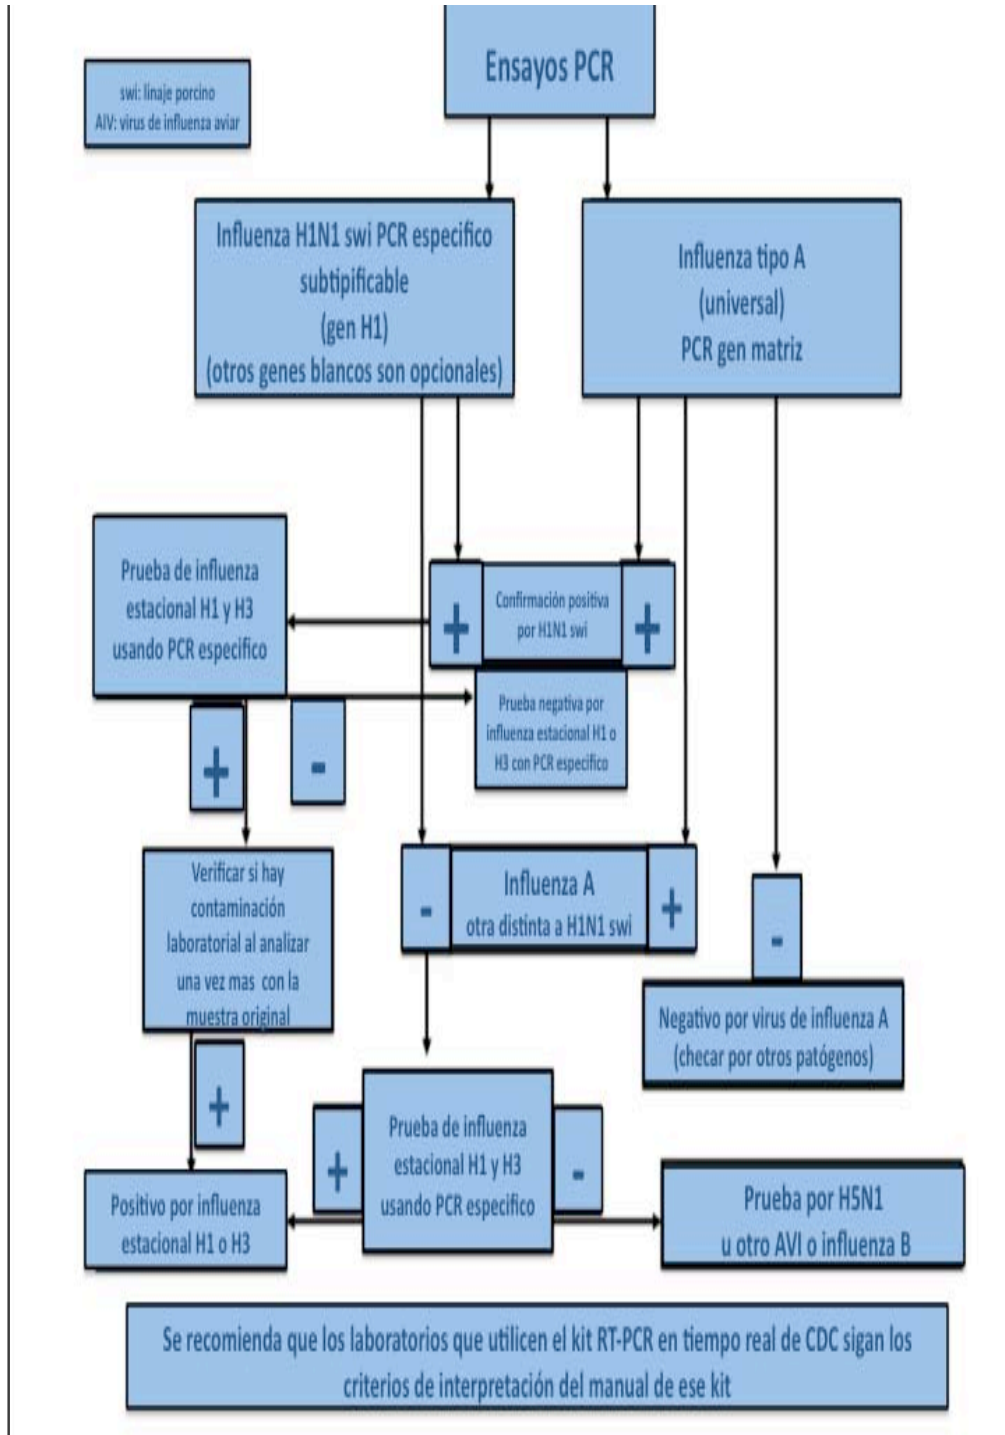 Ensayos PCR
swi: linaje porcino
AIV: virus de influenza aviar
Influenza H1N1 swi PCR especifico
subtipificable
(gen H1)
(otros genes blancos son opcionales)
Influenza tipo A
(universal)
PCR gen matriz
Prueba de influenza
estacional H1 y H3
usando PCR especifico
+
Confirmación positiva
por H1N1 swi
+
Prueba negativa por
influenza estacional H1 o
H3 con PCR especifico
+
-
Verificar si hay
contaminación
laboratorial al analizar
una vez mas con la
muestra original
-
Influenza A
otra distinta a H1N1 swi
+
-
Negativo por virus de influenza A
(checar por otros patógenos)
+
+
Prueba de influenza
estacional H1 y H3
usando PCR especifico
-
Positivo por influenza
estacional H1 o H3
Prueba por H5N1
u otro AVI o influenza B
Se recomienda que los laboratorios que utilicen el kit RT-PCR en tiempo real de CDC sigan los
criterios de interpretación del manual de ese kit